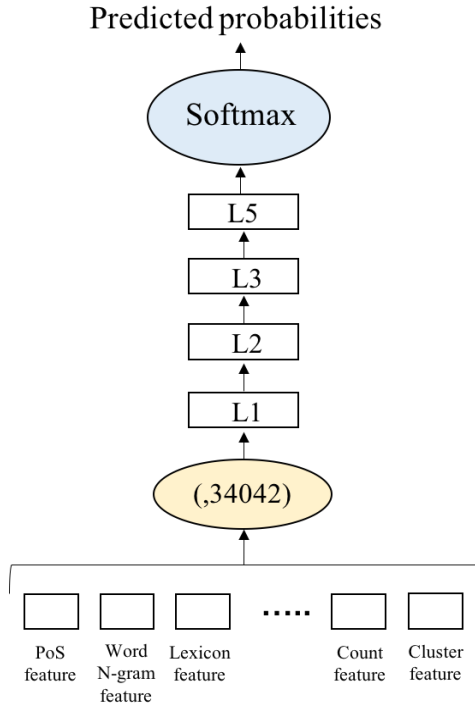 Predicted probabilities
Softmax
L5
L3
L2
L1
(,34042)
.....
PoS
feature
Word
N-gram
feature
Lexicon
feature
Count
feature
Cluster
feature